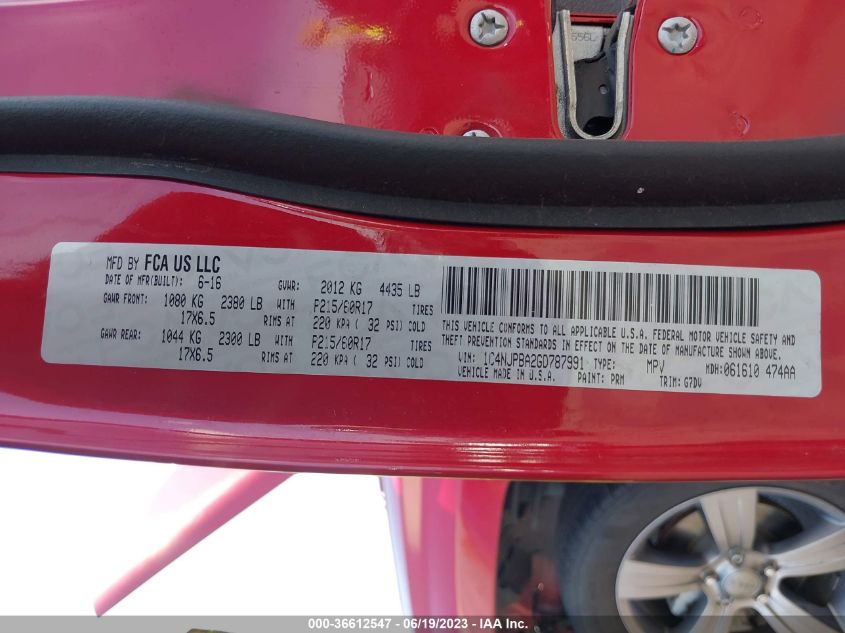 556L
MFD BY FCA US LLC
DATE OF MFR(BUILT): 6-16 GVWR: 2012 KG 4435 LB
GAWR FRONT: 1080 KG 2380 LB WITH P215/60R17 TIRES
17X6.5 RIMS AT 220 KPA ( 32 PSI) COLD
GAWR REAR: 1044 KG 2300 LB WITH P215/60R17 TIRES
17X6.5 RIMS AT 220 KPA ( 32 PSI) COLD
THIS VEHICLE CONFORMS TO ALL APPLICABLE U.S.A. FEDERAL MOTOR VEHICLE SAFETY AND
THEFT PREVENTION STANDARDS IN EFFECT ON THE DATE OF MANUFACTURE SHOWN ABOVE.
VIN: 1C4NJPBA2GD787991 TYPE: MPV MDH: 061610 474AA
VEHICLE MADE IN U.S.A. PAINT: PRM TRIM: G7DV
000-36612547 - 06/19/2023 - IAA Inc.